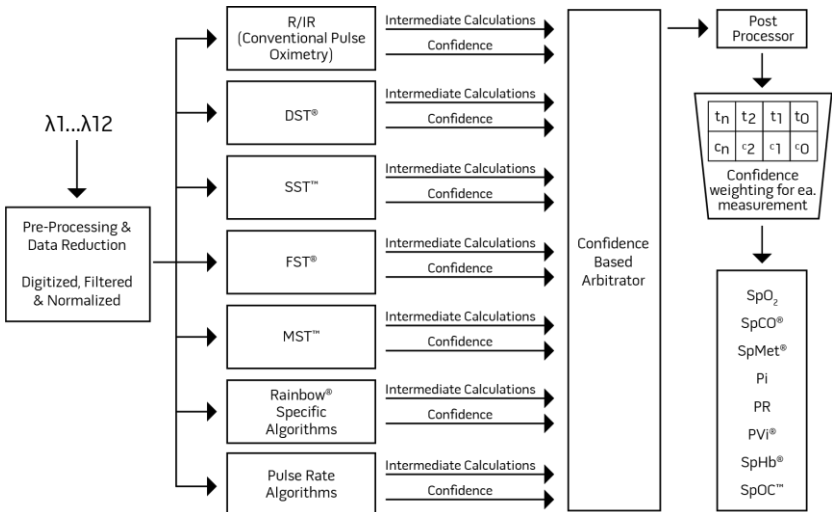 λ1...λ12
Pre-Processing &
Data Reduction
Digitized, Filtered
& Normalized
R/IR
(Conventional Pulse
Oximetry)
Intermediate Calculations
Confidence
DST®
Intermediate Calculations
Confidence
SST™
Intermediate Calculations
Confidence
FST®
Intermediate Calculations
Confidence
MST™
Intermediate Calculations
Confidence
Rainbow®
Specific
Algorithms
Intermediate Calculations
Confidence
Pulse Rate
Algorithms
Intermediate Calculations
Confidence
Confidence
Based
Arbitrator
Post
Processor
tn t2 t1 t0
cn c2 c1 c0
Confidence
weighting for ea.
measurement
SpO₂
SpCO®
SpMet®
Pi
PR
PVi®
SpHb®
SpOC™